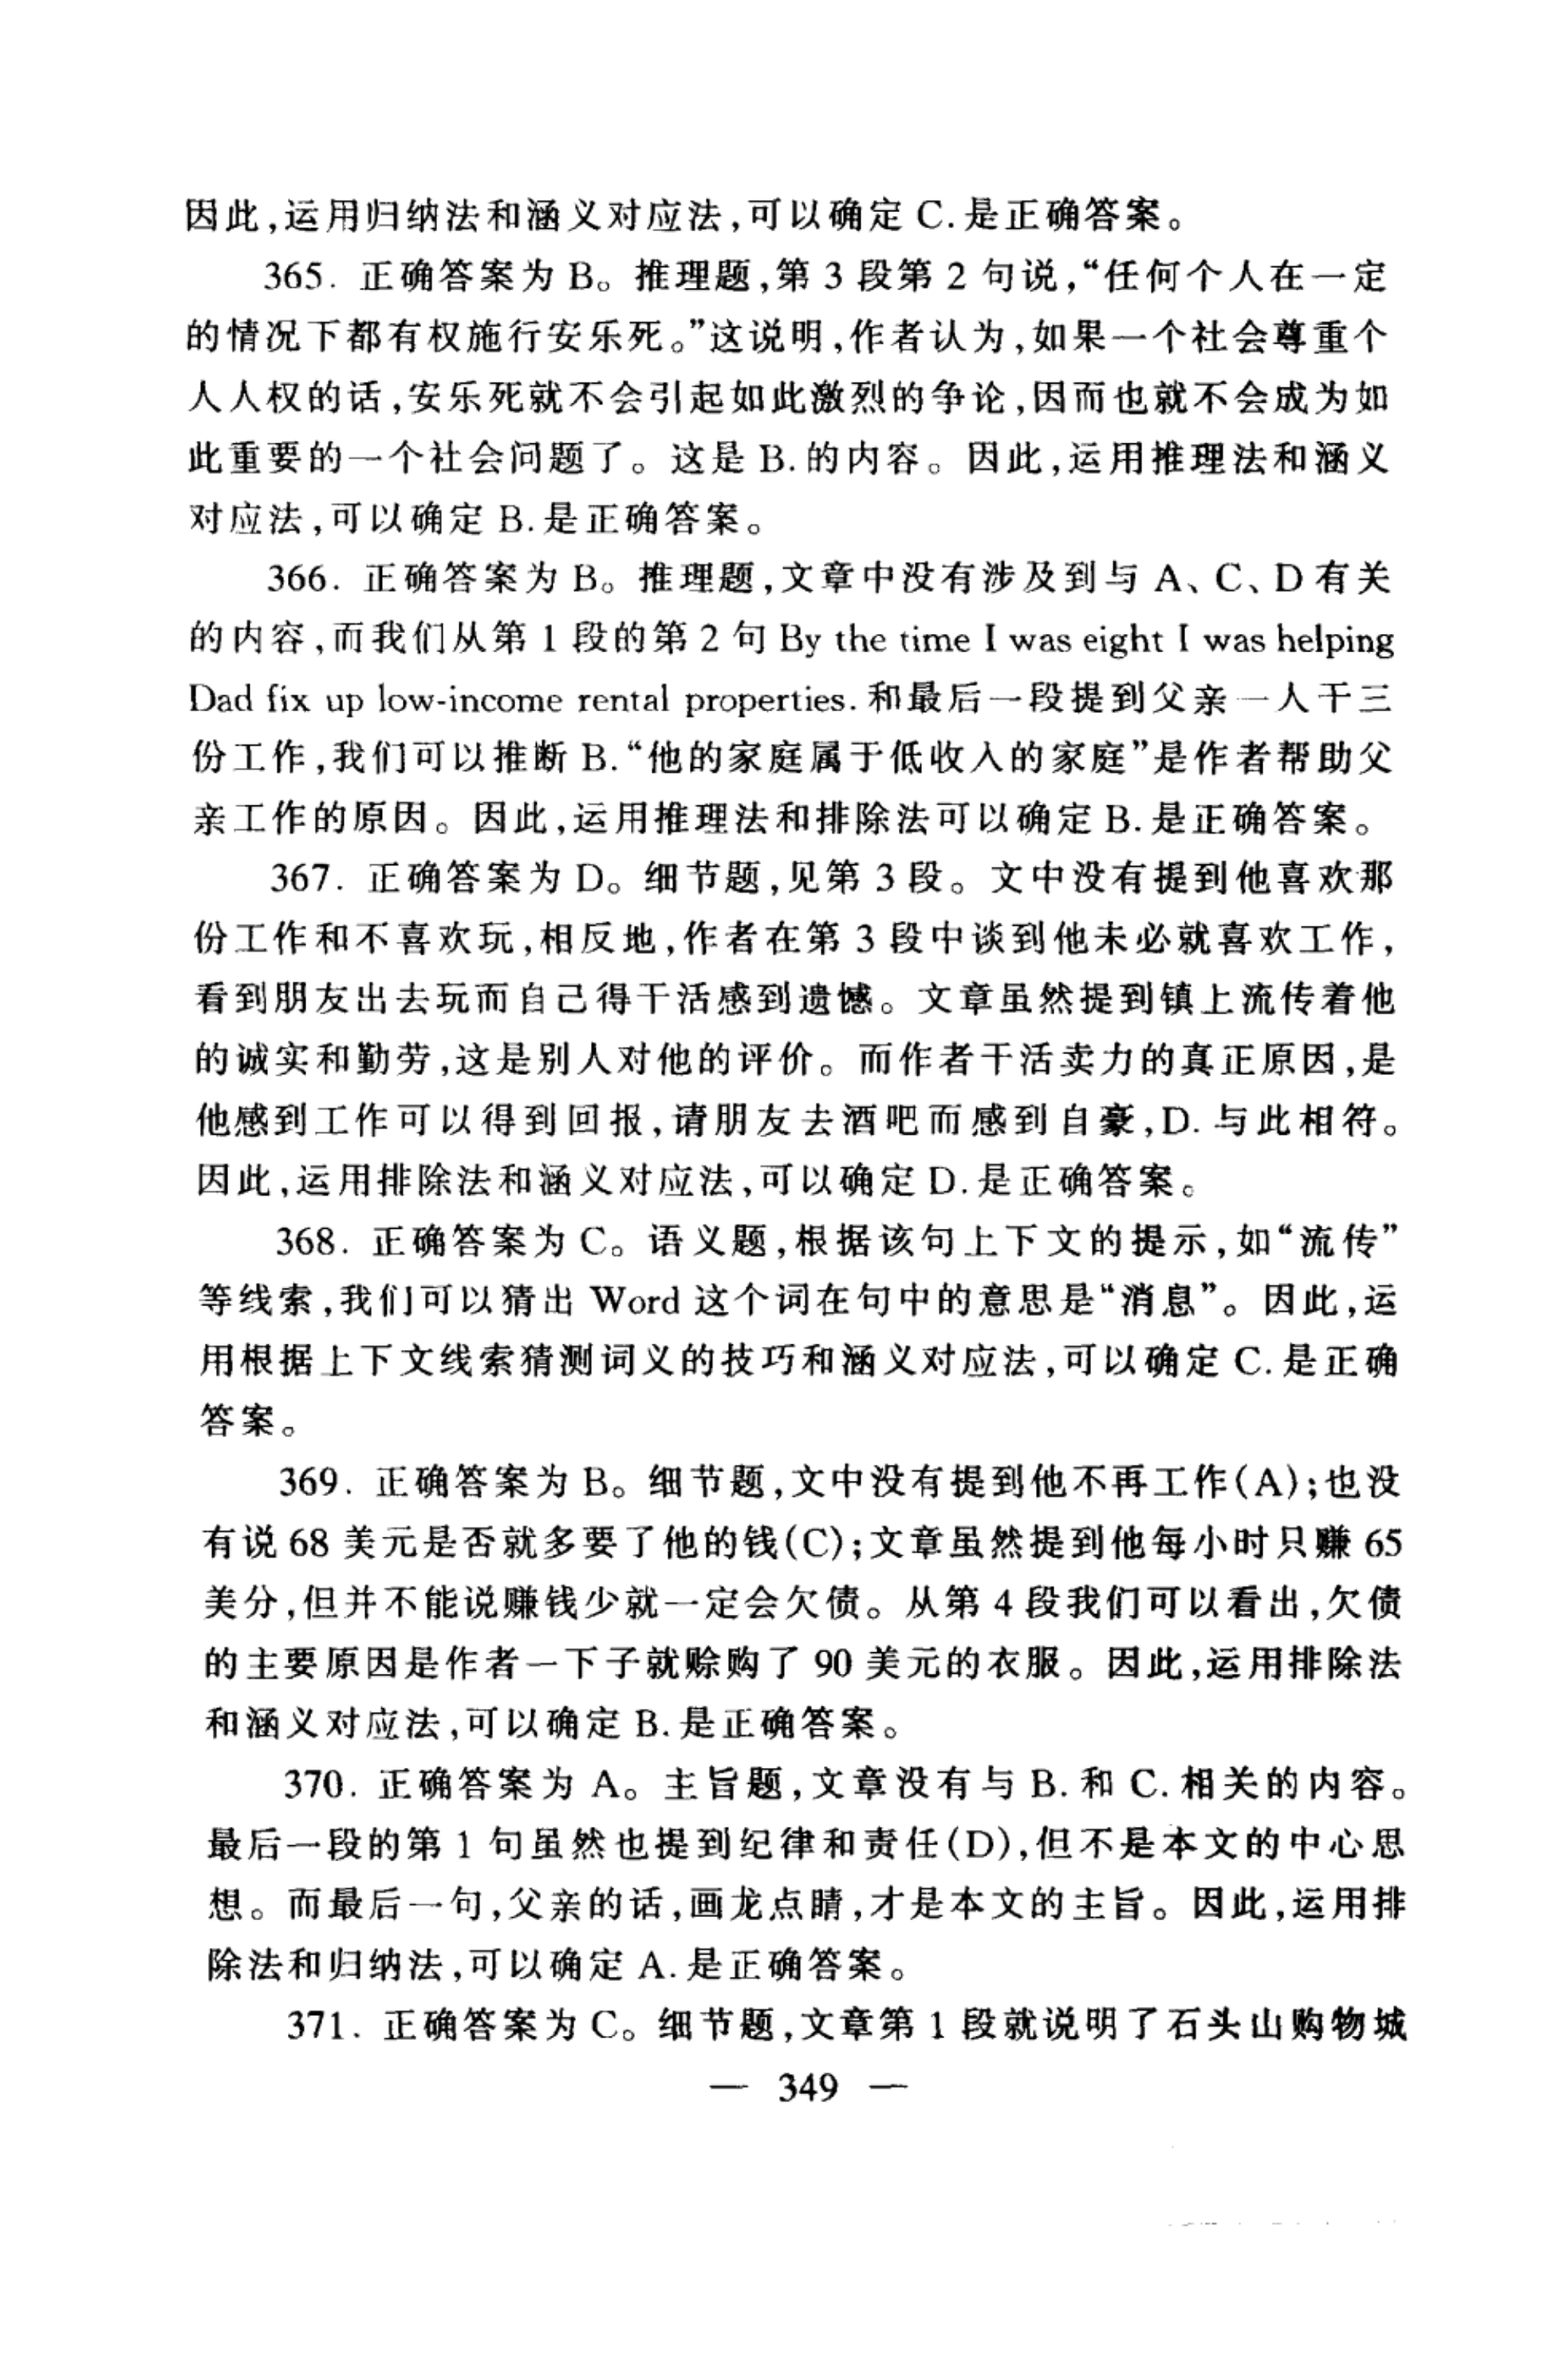 因此,运用归纳法和涵义对应法,可以确定 C.是正确答案。
365. 正确答案为 B。推理题,第 3 段第 2 句说,“任何个人在一定
的情况下都有权施行安乐死。”这说明,作者认为,如果一个社会尊重个
人人权的话,安乐死就不会引起如此激烈的争论,因而也就不会成为如
此重要的一个社会问题了。这是 B.的内容。因此,运用推理法和涵义
对应法,可以确定 B.是正确答案。
366. 正确答案为 B。推理题,文章中没有涉及到与 A、C、D 有关
的内容,而我们从第 1 段的第 2 句 By the time I was eight I was helping
Dad fix up low-income rental properties. 和最后一段提到父亲一人干三
份工作,我们可以推断 B.“他的家庭属于低收入的家庭”是作者帮助父
亲工作的原因。因此,运用推理法和排除法可以确定 B.是正确答案。
367. 正确答案为 D。细节题,见第 3 段。文中没有提到他喜欢那
份工作和不喜欢玩,相反地,作者在第 3 段中谈到他未必就喜欢工作,
看到朋友出去玩而自己得干活感到遗憾。文章虽然提到镇上流传着他
的诚实和勤劳,这是别人对他的评价。而作者干活卖力的真正原因,是
他感到工作可以得到回报,请朋友去酒吧而感到自豪,D. 与此相符。
因此,运用排除法和涵义对应法,可以确定 D.是正确答案。
368. 正确答案为 C。语义题,根据该句上下文的提示,如“流传”
等线索,我们可以猜出 Word 这个词在句中的意思是“消息”。因此,运
用根据上下文线索猜测词义的技巧和涵义对应法,可以确定 C.是正确
答案。
369. 正确答案为 B。细节题,文中没有提到他不再工作(A);也没
有说 68 美元是否就多要了他的钱(C);文章虽然提到他每小时只赚 65
美分,但并不能说赚钱少就一定会欠债。从第 4 段我们可以看出,欠债
的主要原因是作者一下子就赊购了 90 美元的衣服。因此,运用排除法
和涵义对应法,可以确定 B.是正确答案。
370. 正确答案为 A。主旨题,文章没有与 B.和 C.相关的内容。
最后一段的第 1 句虽然也提到纪律和责任(D),但不是本文的中心思
想。而最后一句,父亲的话,画龙点睛,才是本文的主旨。因此,运用排
除法和归纳法,可以确定 A.是正确答案。
371. 正确答案为 C。细节题,文章第 1 段就说明了石头山购物城
— 349 —